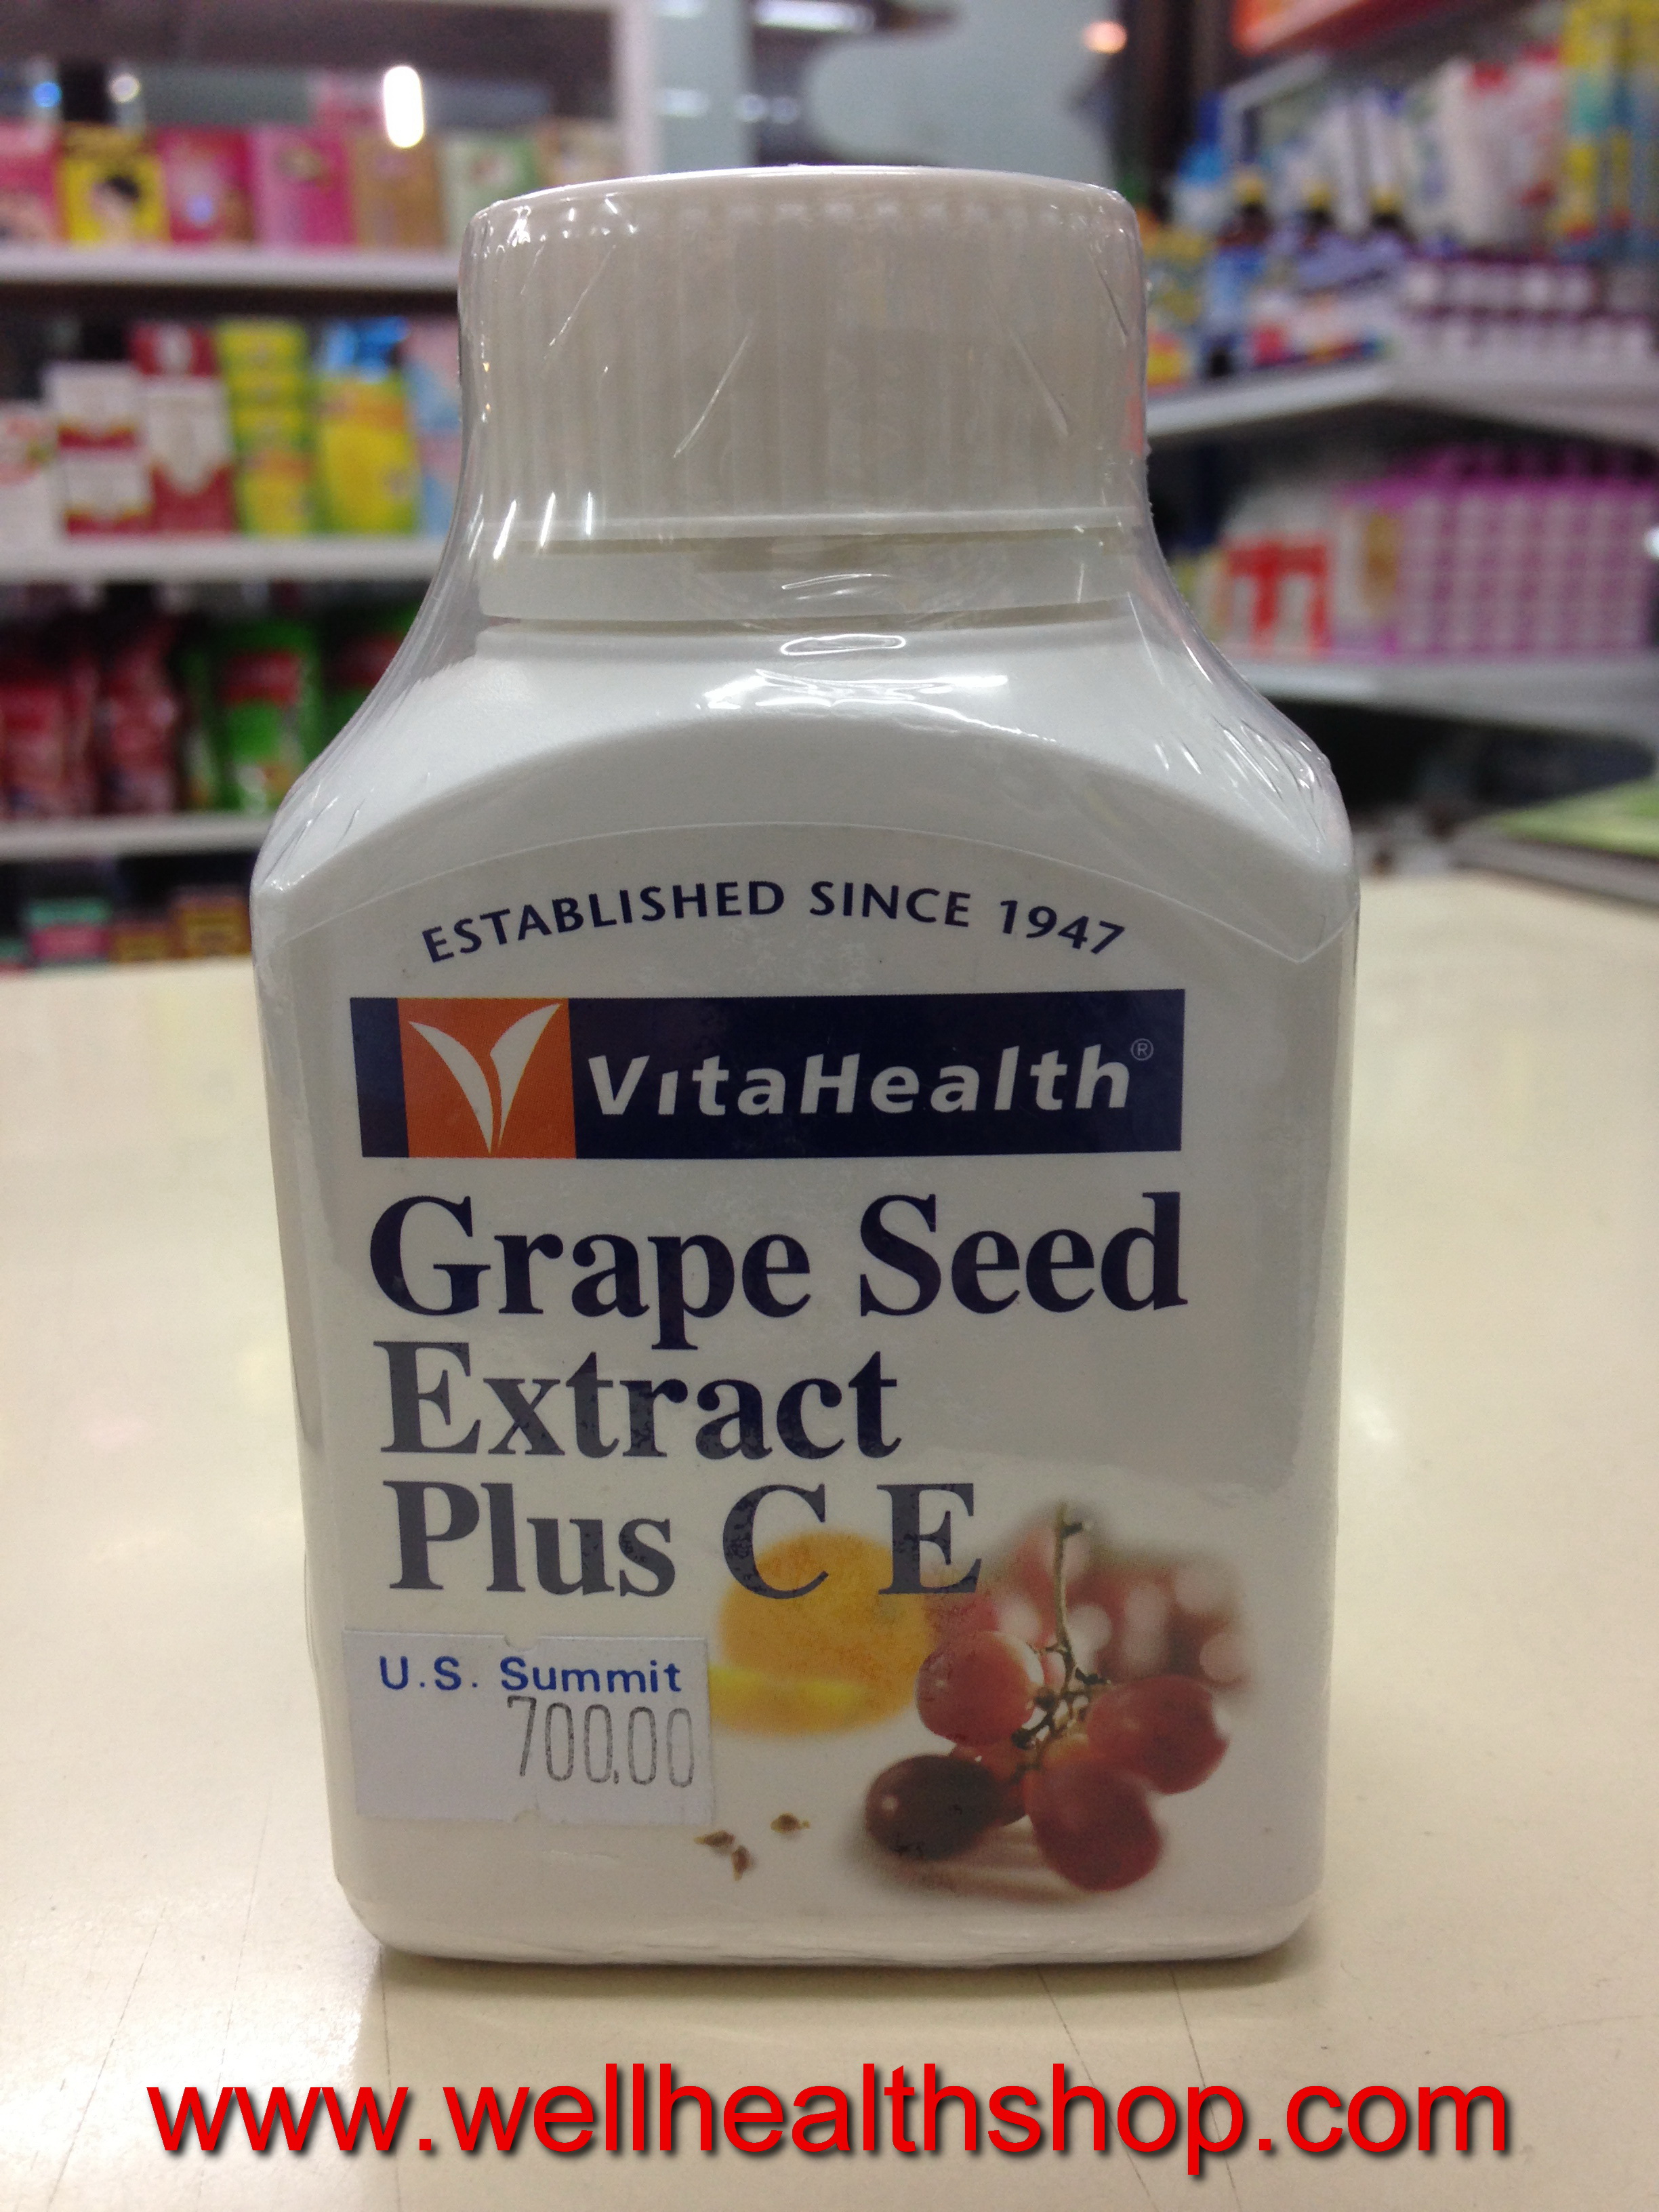 ESTABLISHED SINCE 1947
VitaHealth®
Grape Seed
Extract
Plus C E
U.S. Summit
700.00
www.wellhealthshop.com